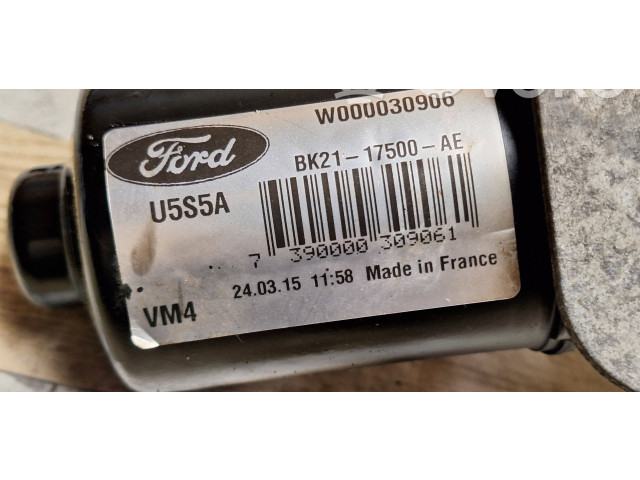 W000030906
Ford
BK21-17500-AE
U5S5A
7 390000 309061
24.03.15 11:58 Made in France
VM4